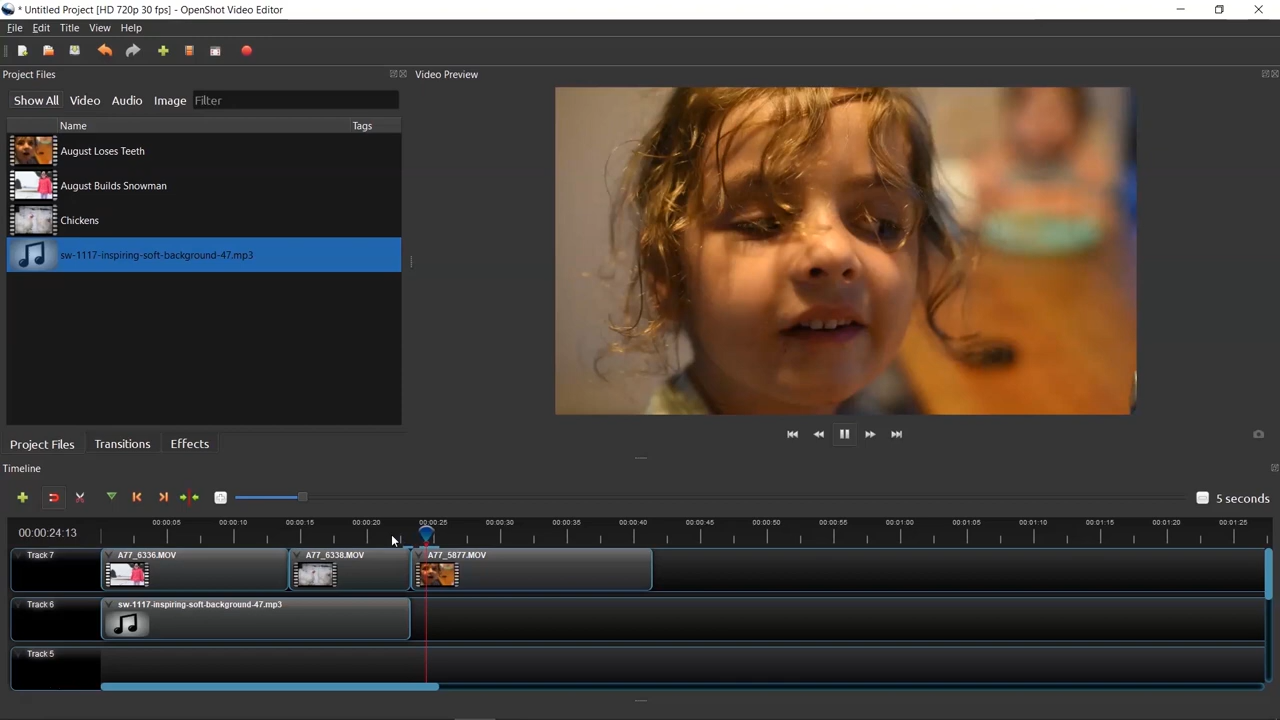 * Untitled Project [HD 720p 30 fps] - OpenShot Video Editor
File Edit Title View Help
Project Files
Video Preview
Show All Video Audio Image Filter
Name Tags
August Loses Teeth
August Builds Snowman
Chickens
sw-1117-inspiring-soft-background-47.mp3
Project Files Transitions Effects
Timeline
5 seconds
00:00:24:13
00:00:05 00:00:10 00:00:15 00:00:20 00:00:25 00:00:30 00:00:35 00:00:40 00:00:45 00:00:50 00:00:55 00:01:00 00:01:05 00:01:10 00:01:15 00:01:20 00:01:25
Track 7 A77_6336.MOV A77_6338.MOV A77_5877.MOV
Track 6 sw-1117-inspiring-soft-background-47.mp3
Track 5